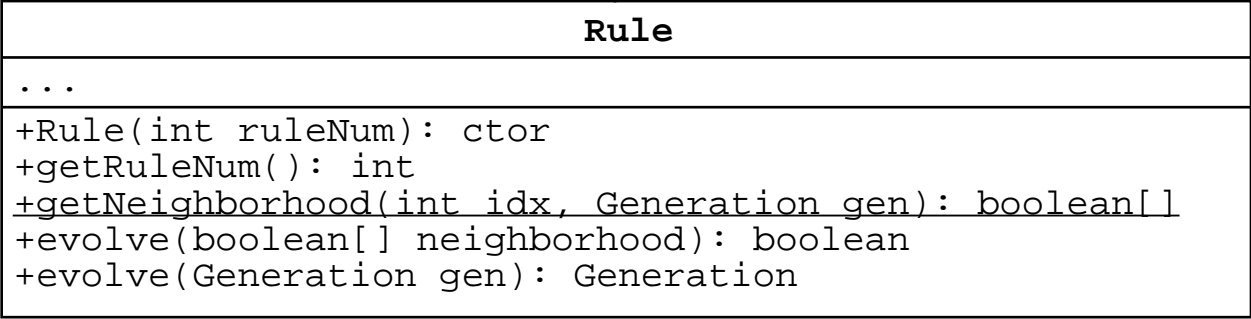 Rule
...
+Rule(int ruleNum): ctor
+getRuleNum(): int
+getNeighborhood(int idx, Generation gen): boolean[]
+evolve(boolean[] neighborhood): boolean
+evolve(Generation gen): Generation